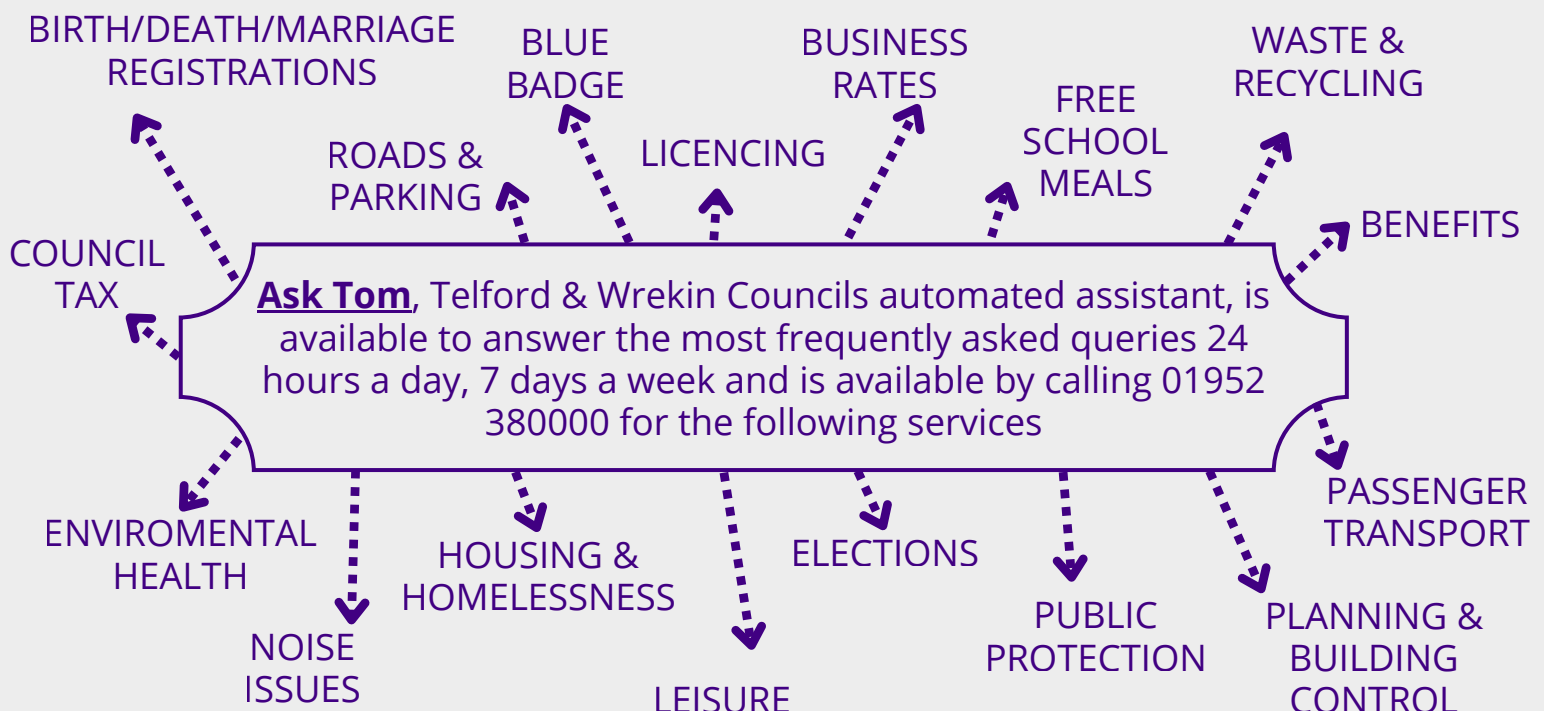 BIRTH/DEATH/MARRIAGE
REGISTRATIONS
BLUE
BADGE
BUSINESS
RATES
WASTE &
RECYCLING
FREE
SCHOOL
MEALS
ROADS &
PARKING
LICENCING
BENEFITS
COUNCIL
TAX
Ask Tom, Telford & Wrekin Councils automated assistant, is
available to answer the most frequently asked queries 24
hours a day, 7 days a week and is available by calling 01952
380000 for the following services
PASSENGER
TRANSPORT
ENVIROMENTAL
HEALTH
HOUSING &
HOMELESSNESS
ELECTIONS
NOISE
ISSUES
LEISURE
PUBLIC
PROTECTION
PLANNING &
BUILDING
CONTROL